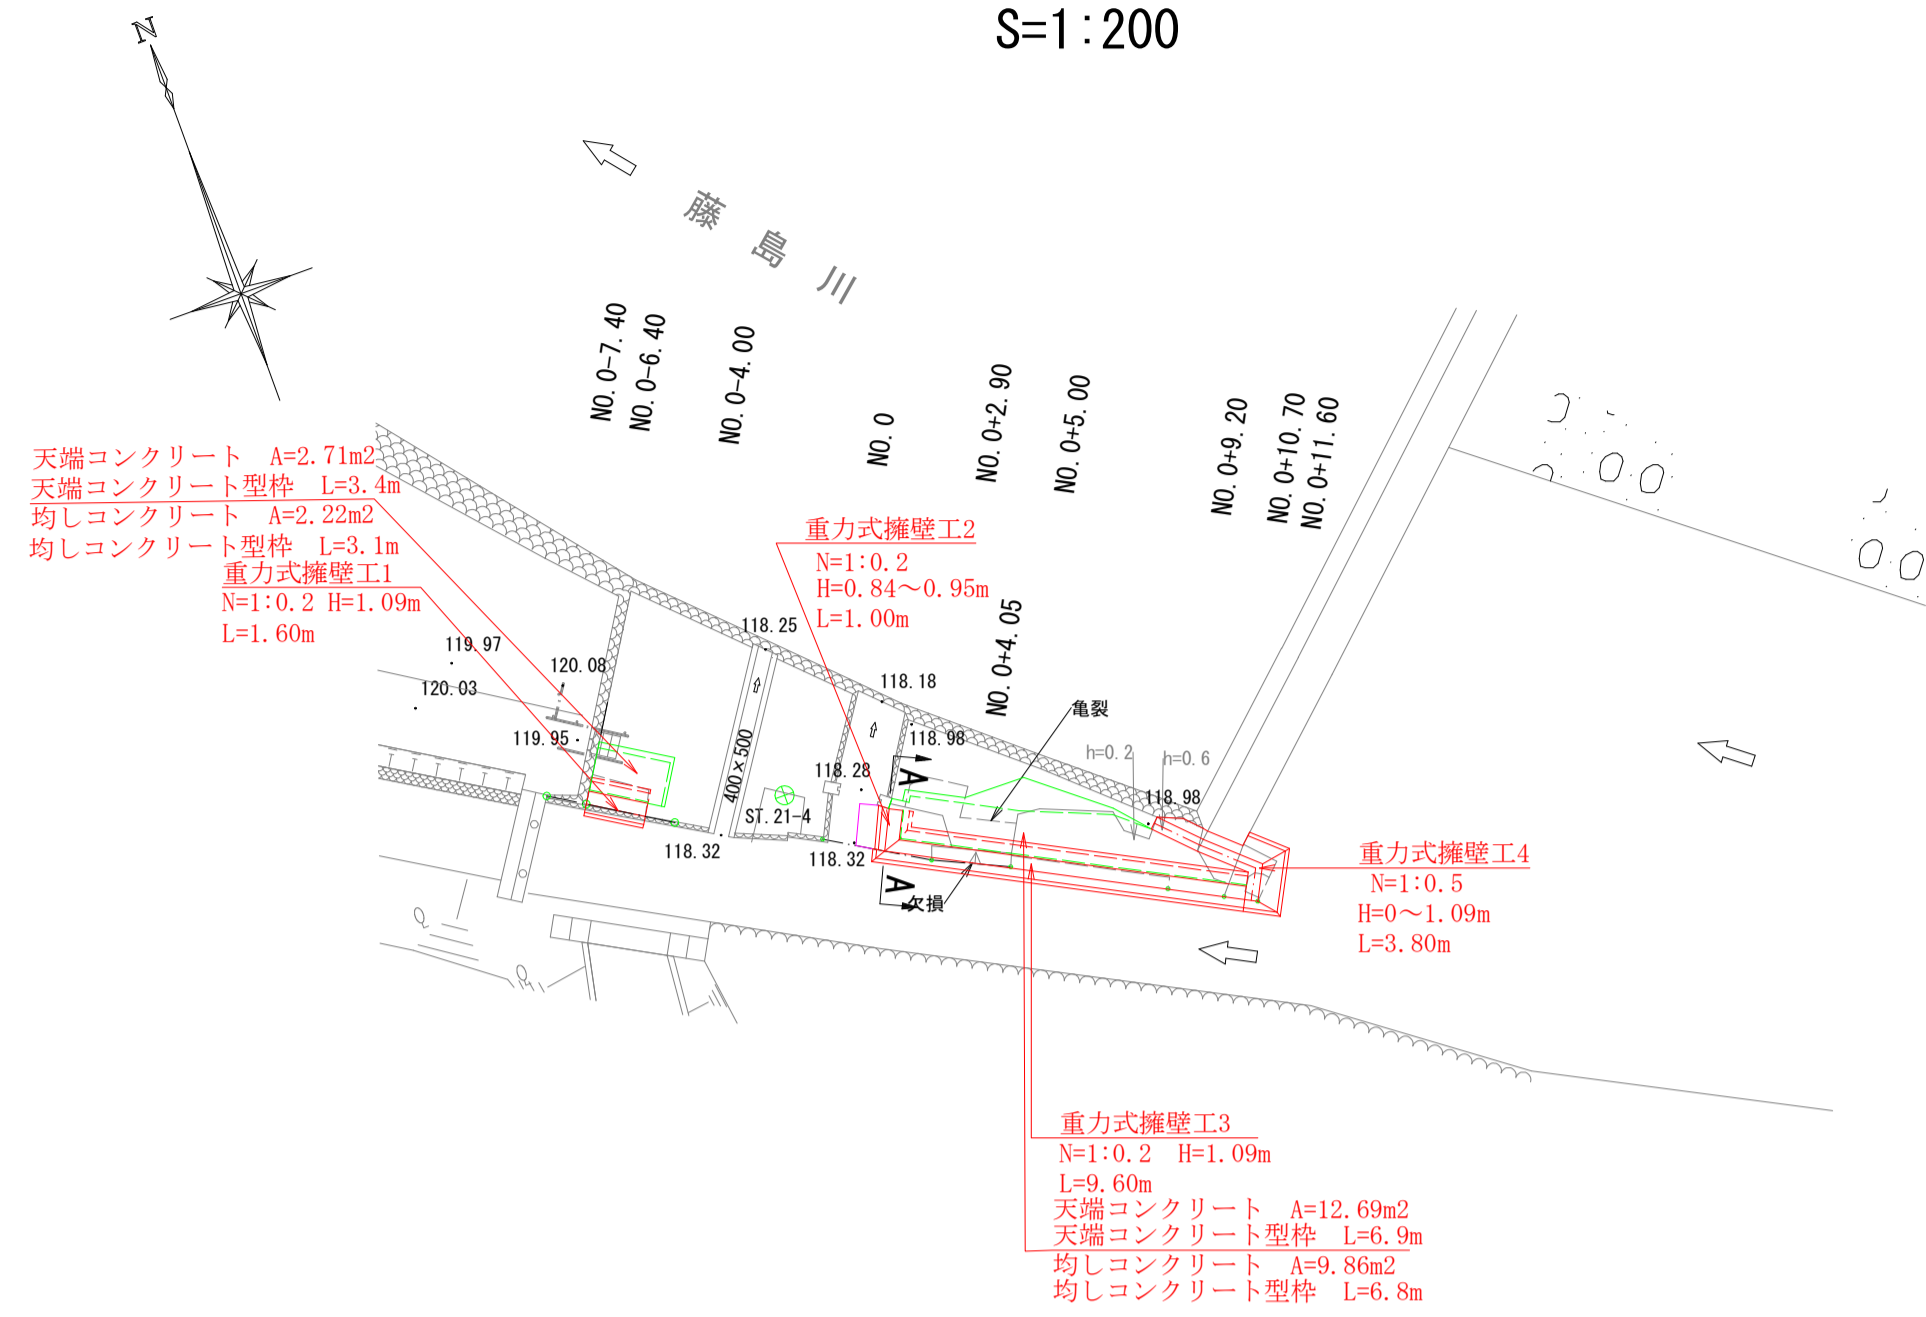 S=1:200
N
藤島川
NO.0-7.40
NO.0-6.40
NO.0-4.00
NO.0
NO.0+2.90
NO.0+5.00
NO.0+9.20
NO.0+10.70
NO.0+11.60
天端コンクリート A=2.71m2
天端コンクリート型枠 L=3.4m
均しコンクリート A=2.22m2
均しコンクリート型枠 L=3.1m
重力式擁壁工1
N=1:0.2 H=1.09m
L=1.60m
重力式擁壁工2
N=1:0.2
H=0.84～0.95m
L=1.00m
NO.0+4.05
118.25
119.97
120.08
120.03
118.18
亀裂
119.95
118.98
h=0.2
h=0.6
400×500
118.28
A
118.98
ST.21-4
118.32
118.32
A
欠損
重力式擁壁工4
N=1:0.5
H=0～1.09m
L=3.80m
重力式擁壁工3
N=1:0.2 H=1.09m
L=9.60m
天端コンクリート A=12.69m2
天端コンクリート型枠 L=6.9m
均しコンクリート A=9.86m2
均しコンクリート型枠 L=6.8m